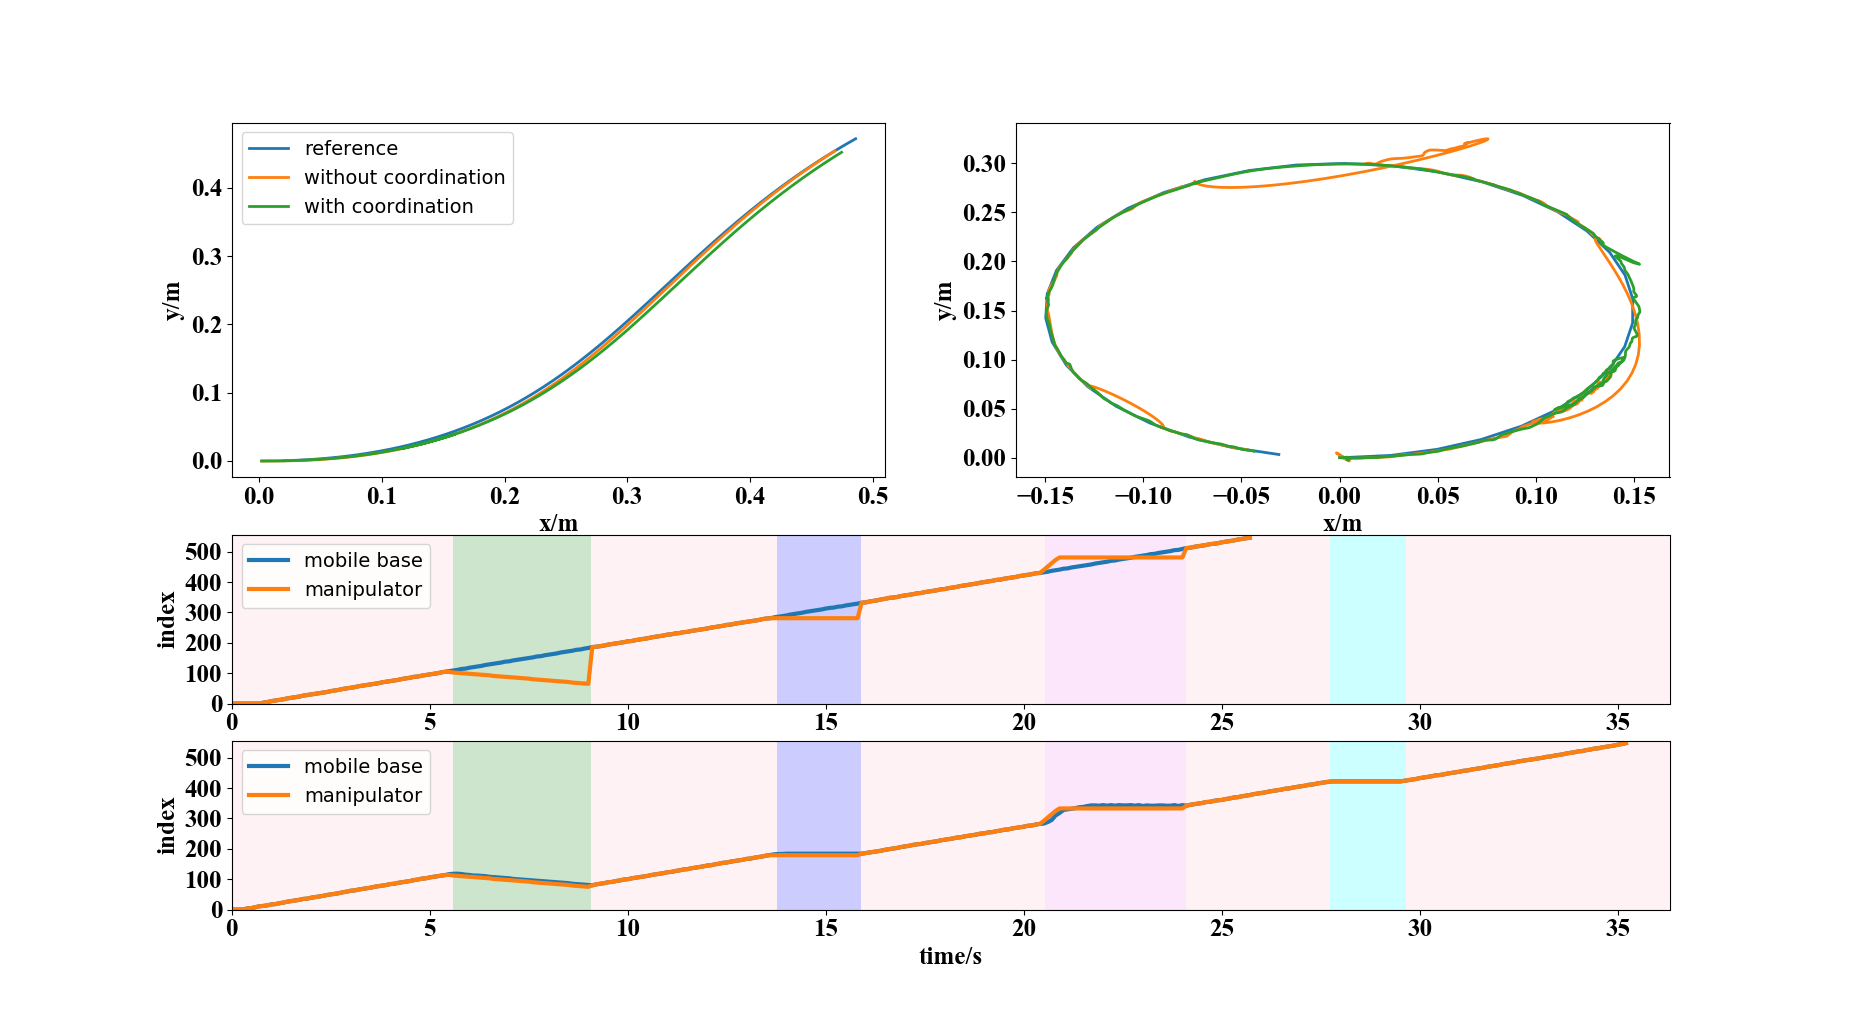 reference
without coordination
with coordination
0.4
0.3
0.2
0.1
0.0
y/m
0.0 0.1 0.2 0.3 0.4 0.5
x/m
0.30
0.25
0.20
0.15
0.10
0.05
0.00
y/m
−0.15 −0.10 −0.05 0.00 0.05 0.10 0.15
x/m
mobile base
manipulator
500
400
300
200
100
0
index
0 5 10 15 20 25 30 35
mobile base
manipulator
500
400
300
200
100
0
index
0 5 10 15 20 25 30 35
time/s